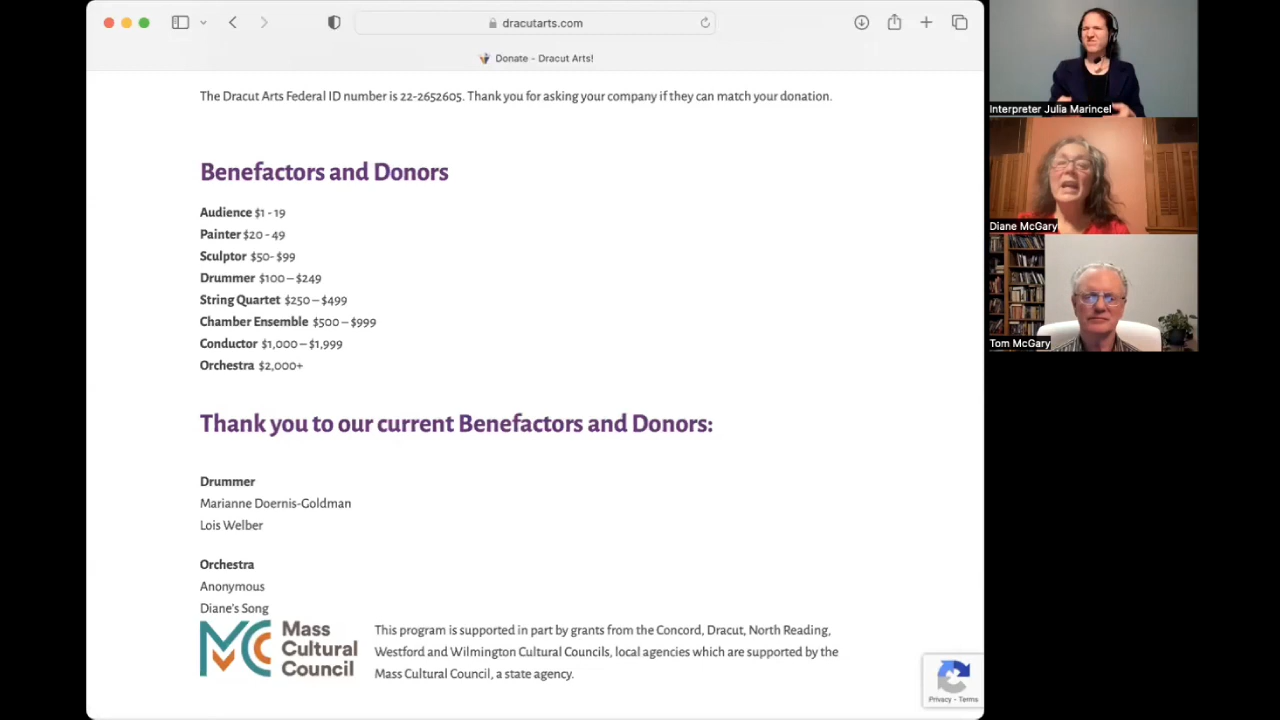 dracutarts.com
Donate - Dracut Arts!
The Dracut Arts Federal ID number is 22-2652605. Thank you for asking your company if they can match your donation.
Benefactors and Donors
Audience $1 - 19
Painter $20 - 49
Sculptor $50- $99
Drummer $100 – $249
String Quartet $250 – $499
Chamber Ensemble $500 – $999
Conductor $1,000 – $1,999
Orchestra $2,000+
Thank you to our current Benefactors and Donors:
Drummer
Marianne Doernis-Goldman
Lois Welber
Orchestra
Anonymous
Diane's Song
Mass
Cultural
Council
This program is supported in part by grants from the Concord, Dracut, North Reading,
Westford and Wilmington Cultural Councils, local agencies which are supported by the
Mass Cultural Council, a state agency.
Privacy - Terms
Interpreter Julia Marincel
Diane McGary
Tom McGary